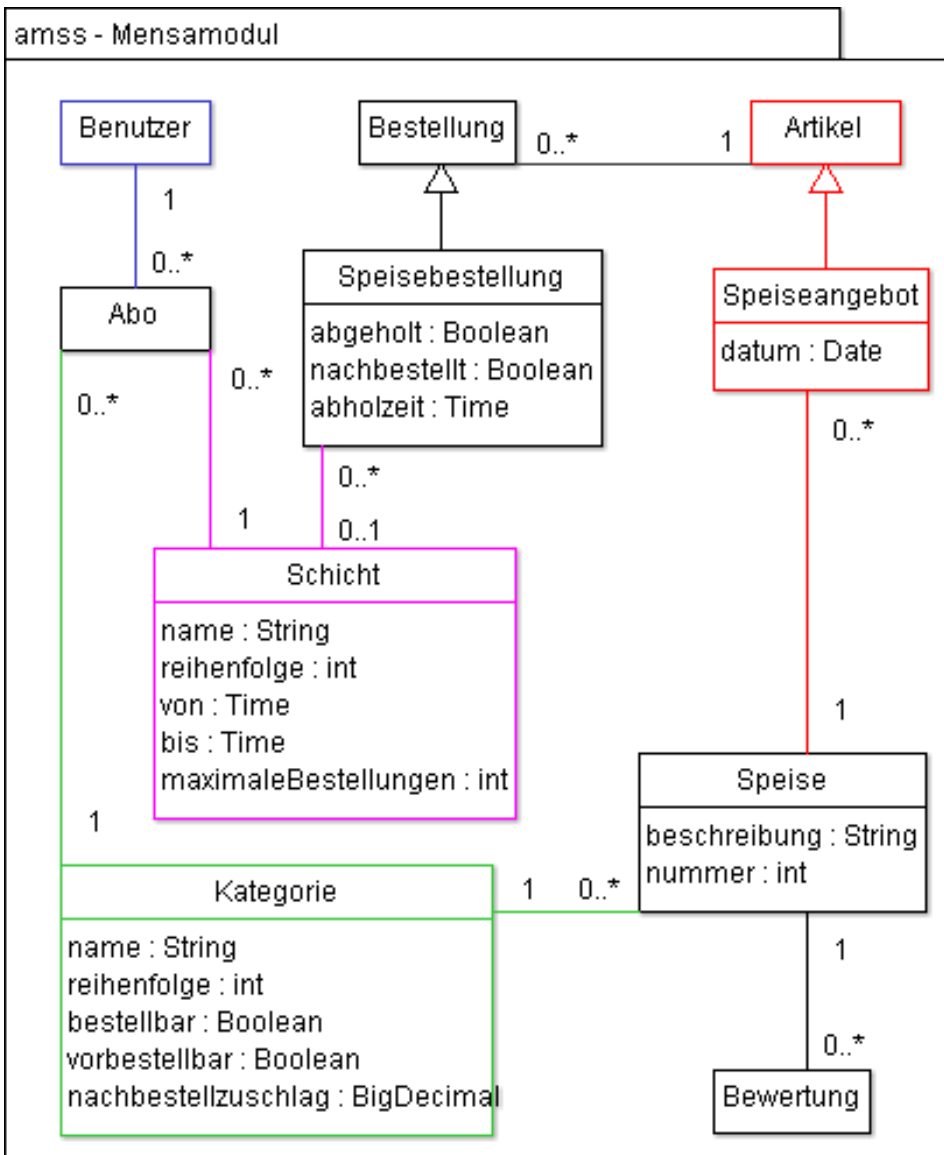 amss - Mensamodul
Benutzer
Bestellung
Artikel
0..*
1
1
0..*
Abo
Speisebestellung
abgeholt : Boolean
nachbestellt : Boolean
abholzeit : Time
Speiseangebot
datum : Date
0..*
0..*
0..*
0..*
1
0..1
Schicht
name : String
reihenfolge : int
von : Time
bis : Time
maximaleBestellungen : int
1
Speise
beschreibung : String
nummer : int
1
Kategorie
name : String
reihenfolge : int
bestellbar : Boolean
vorbestellbar : Boolean
nachbestellzuschlag : BigDecimal
1
0..*
1
0..*
Bewertung